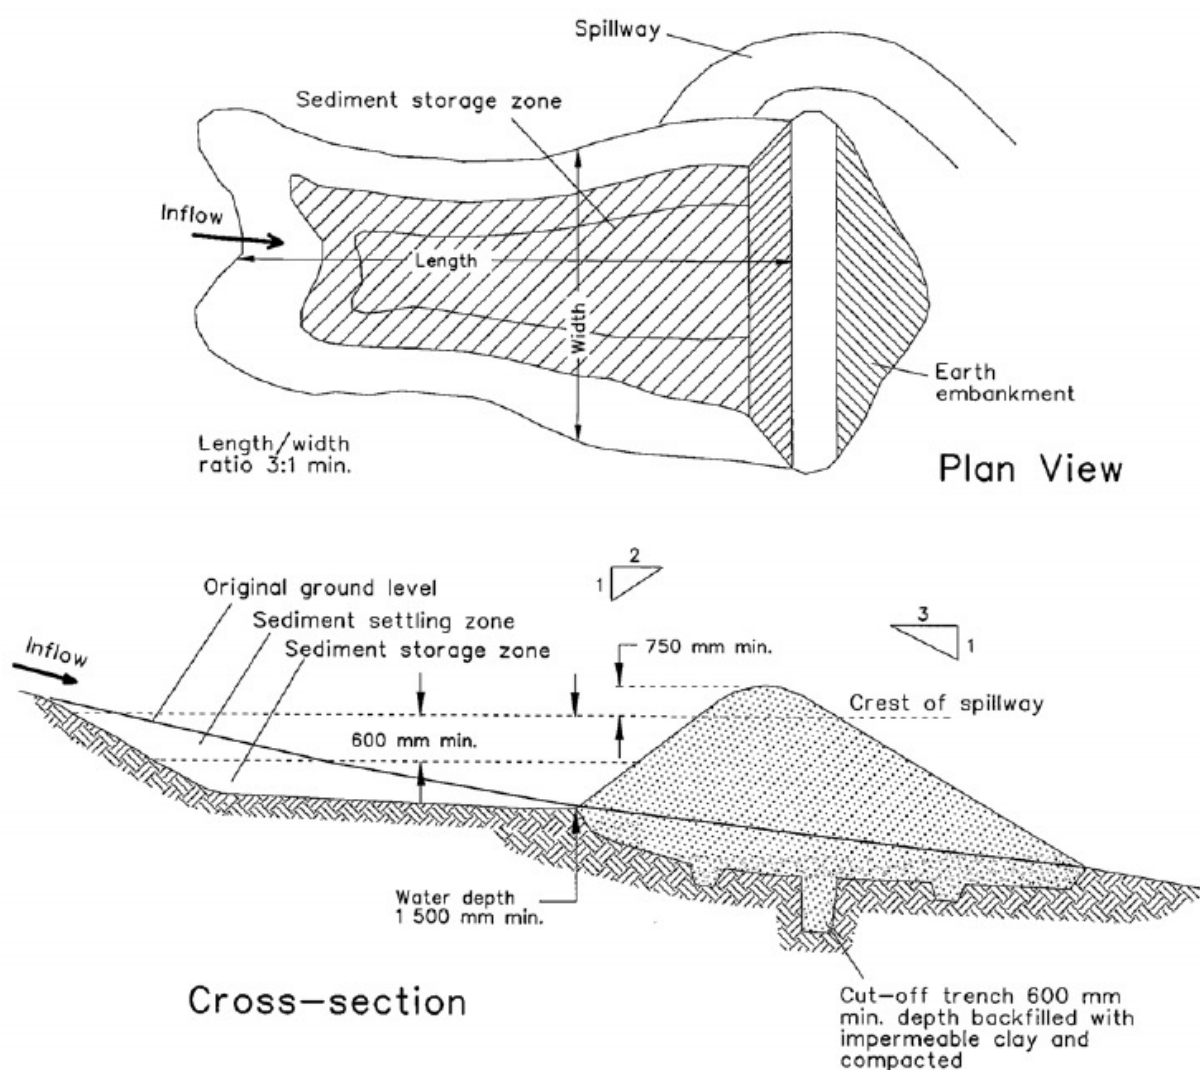 Spillway
Sediment storage zone
Inflow
Length
Width
Earth
embankment
Length/width
ratio 3:1 min.
Plan View
2
1
Original ground level
3
Sediment settling zone
1
750 mm min.
Sediment storage zone
Inflow
Crest of spillway
600 mm min.
Water depth
1 500 mm min.
Cross-section
Cut-off trench 600 mm
min. depth backfilled with
impermeable clay and
compacted